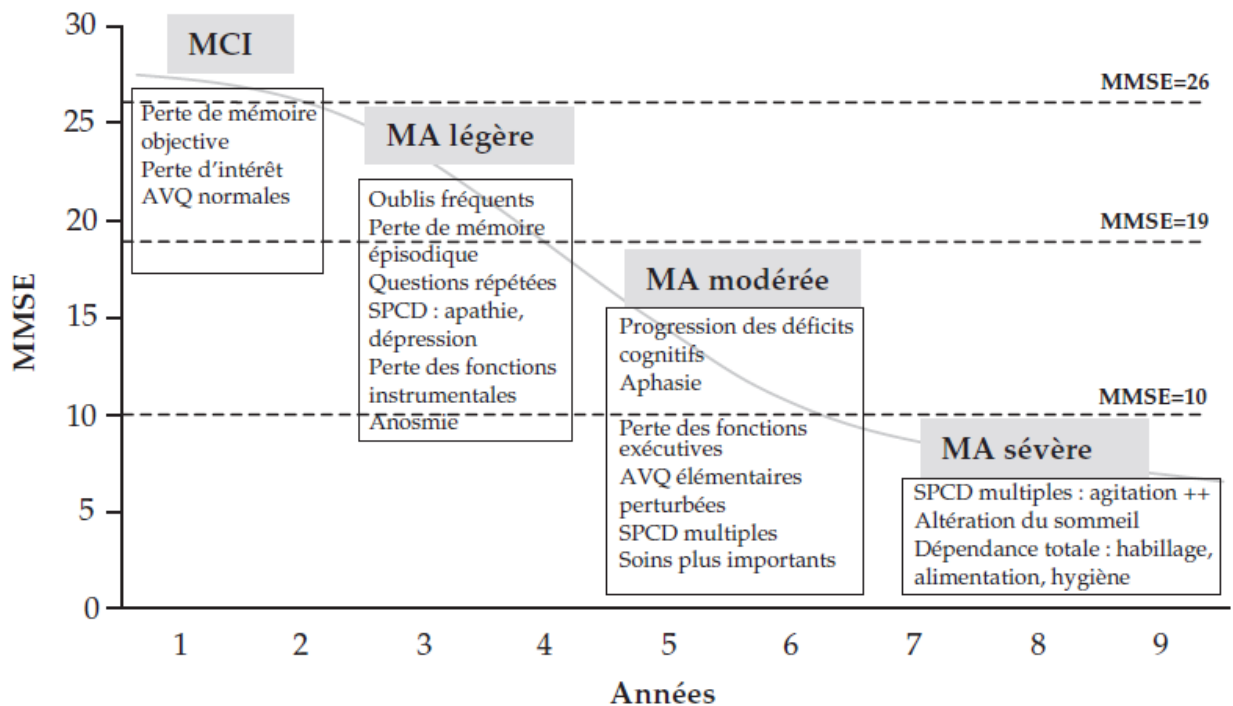 30
MCI
MMSE=26
Perte de mémoire
objective
Perte d'intérêt
AVQ normales
25
MA légère
Oublis fréquents
Perte de mémoire
épisodique
Questions répétées
SPCD : apathie,
dépression
Perte des fonctions
instrumentales
Anosmie
20
MMSE=19
MA modérée
Progression des déficits
cognitifs
Aphasie
Perte des fonctions
exécutives
AVQ élémentaires
perturbées
SPCD multiples
Soins plus importants
15
MMSE
10
MMSE=10
MA sévère
SPCD multiples : agitation ++
Altération du sommeil
Dépendance totale : habillage,
alimentation, hygiène
5
0
1 2 3 4 5 6 7 8 9
Années